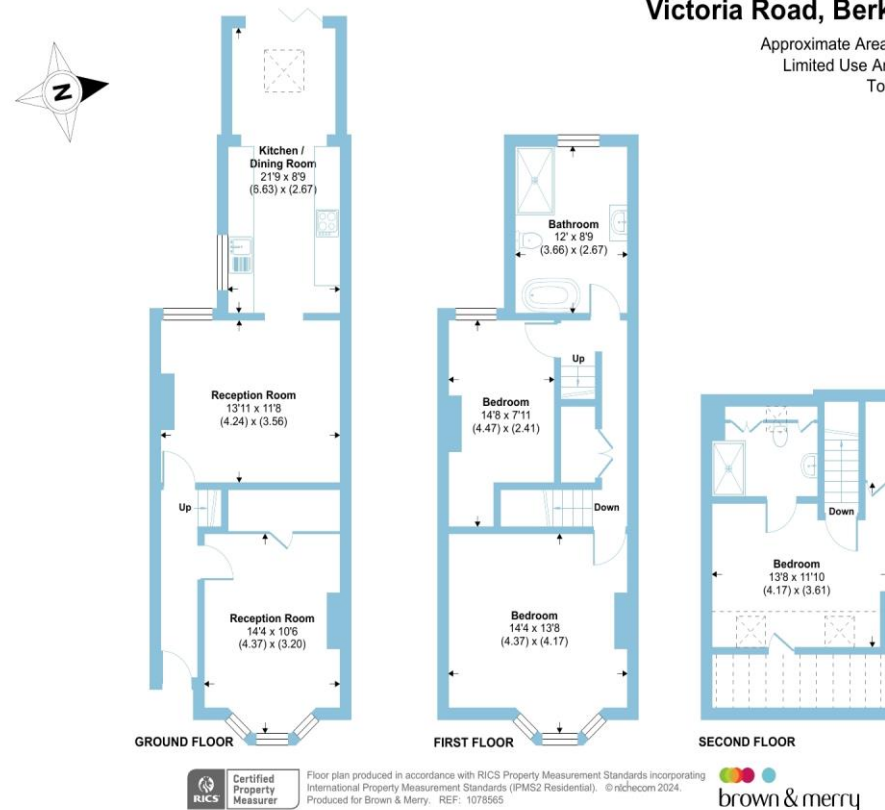 Victoria Road, Berk
Approximate Area
Limited Use Ar
To
N
Kitchen /
Dining Room
21'9 x 8'9
(6.63) x (2.67)
Reception Room
13'11 x 11'8
(4.24) x (3.56)
Up
Reception Room
14'4 x 10'6
(4.37) x (3.20)
GROUND FLOOR
Bathroom
12' x 8'9
(3.66) x (2.67)
Up
Bedroom
14'8 x 7'11
(4.47) x (2.41)
Down
Bedroom
14'4 x 13'8
(4.37) x (4.17)
FIRST FLOOR
Down
Bedroom
13'8 x 11'10
(4.17) x (3.61)
SECOND FLOOR
RICS
Certified
Property
Measurer
Floor plan produced in accordance with RICS Property Measurement Standards incorporating
International Property Measurement Standards (IPMS2 Residential). © nichecom 2024.
Produced for Brown & Merry. REF: 1078565
brown & merry